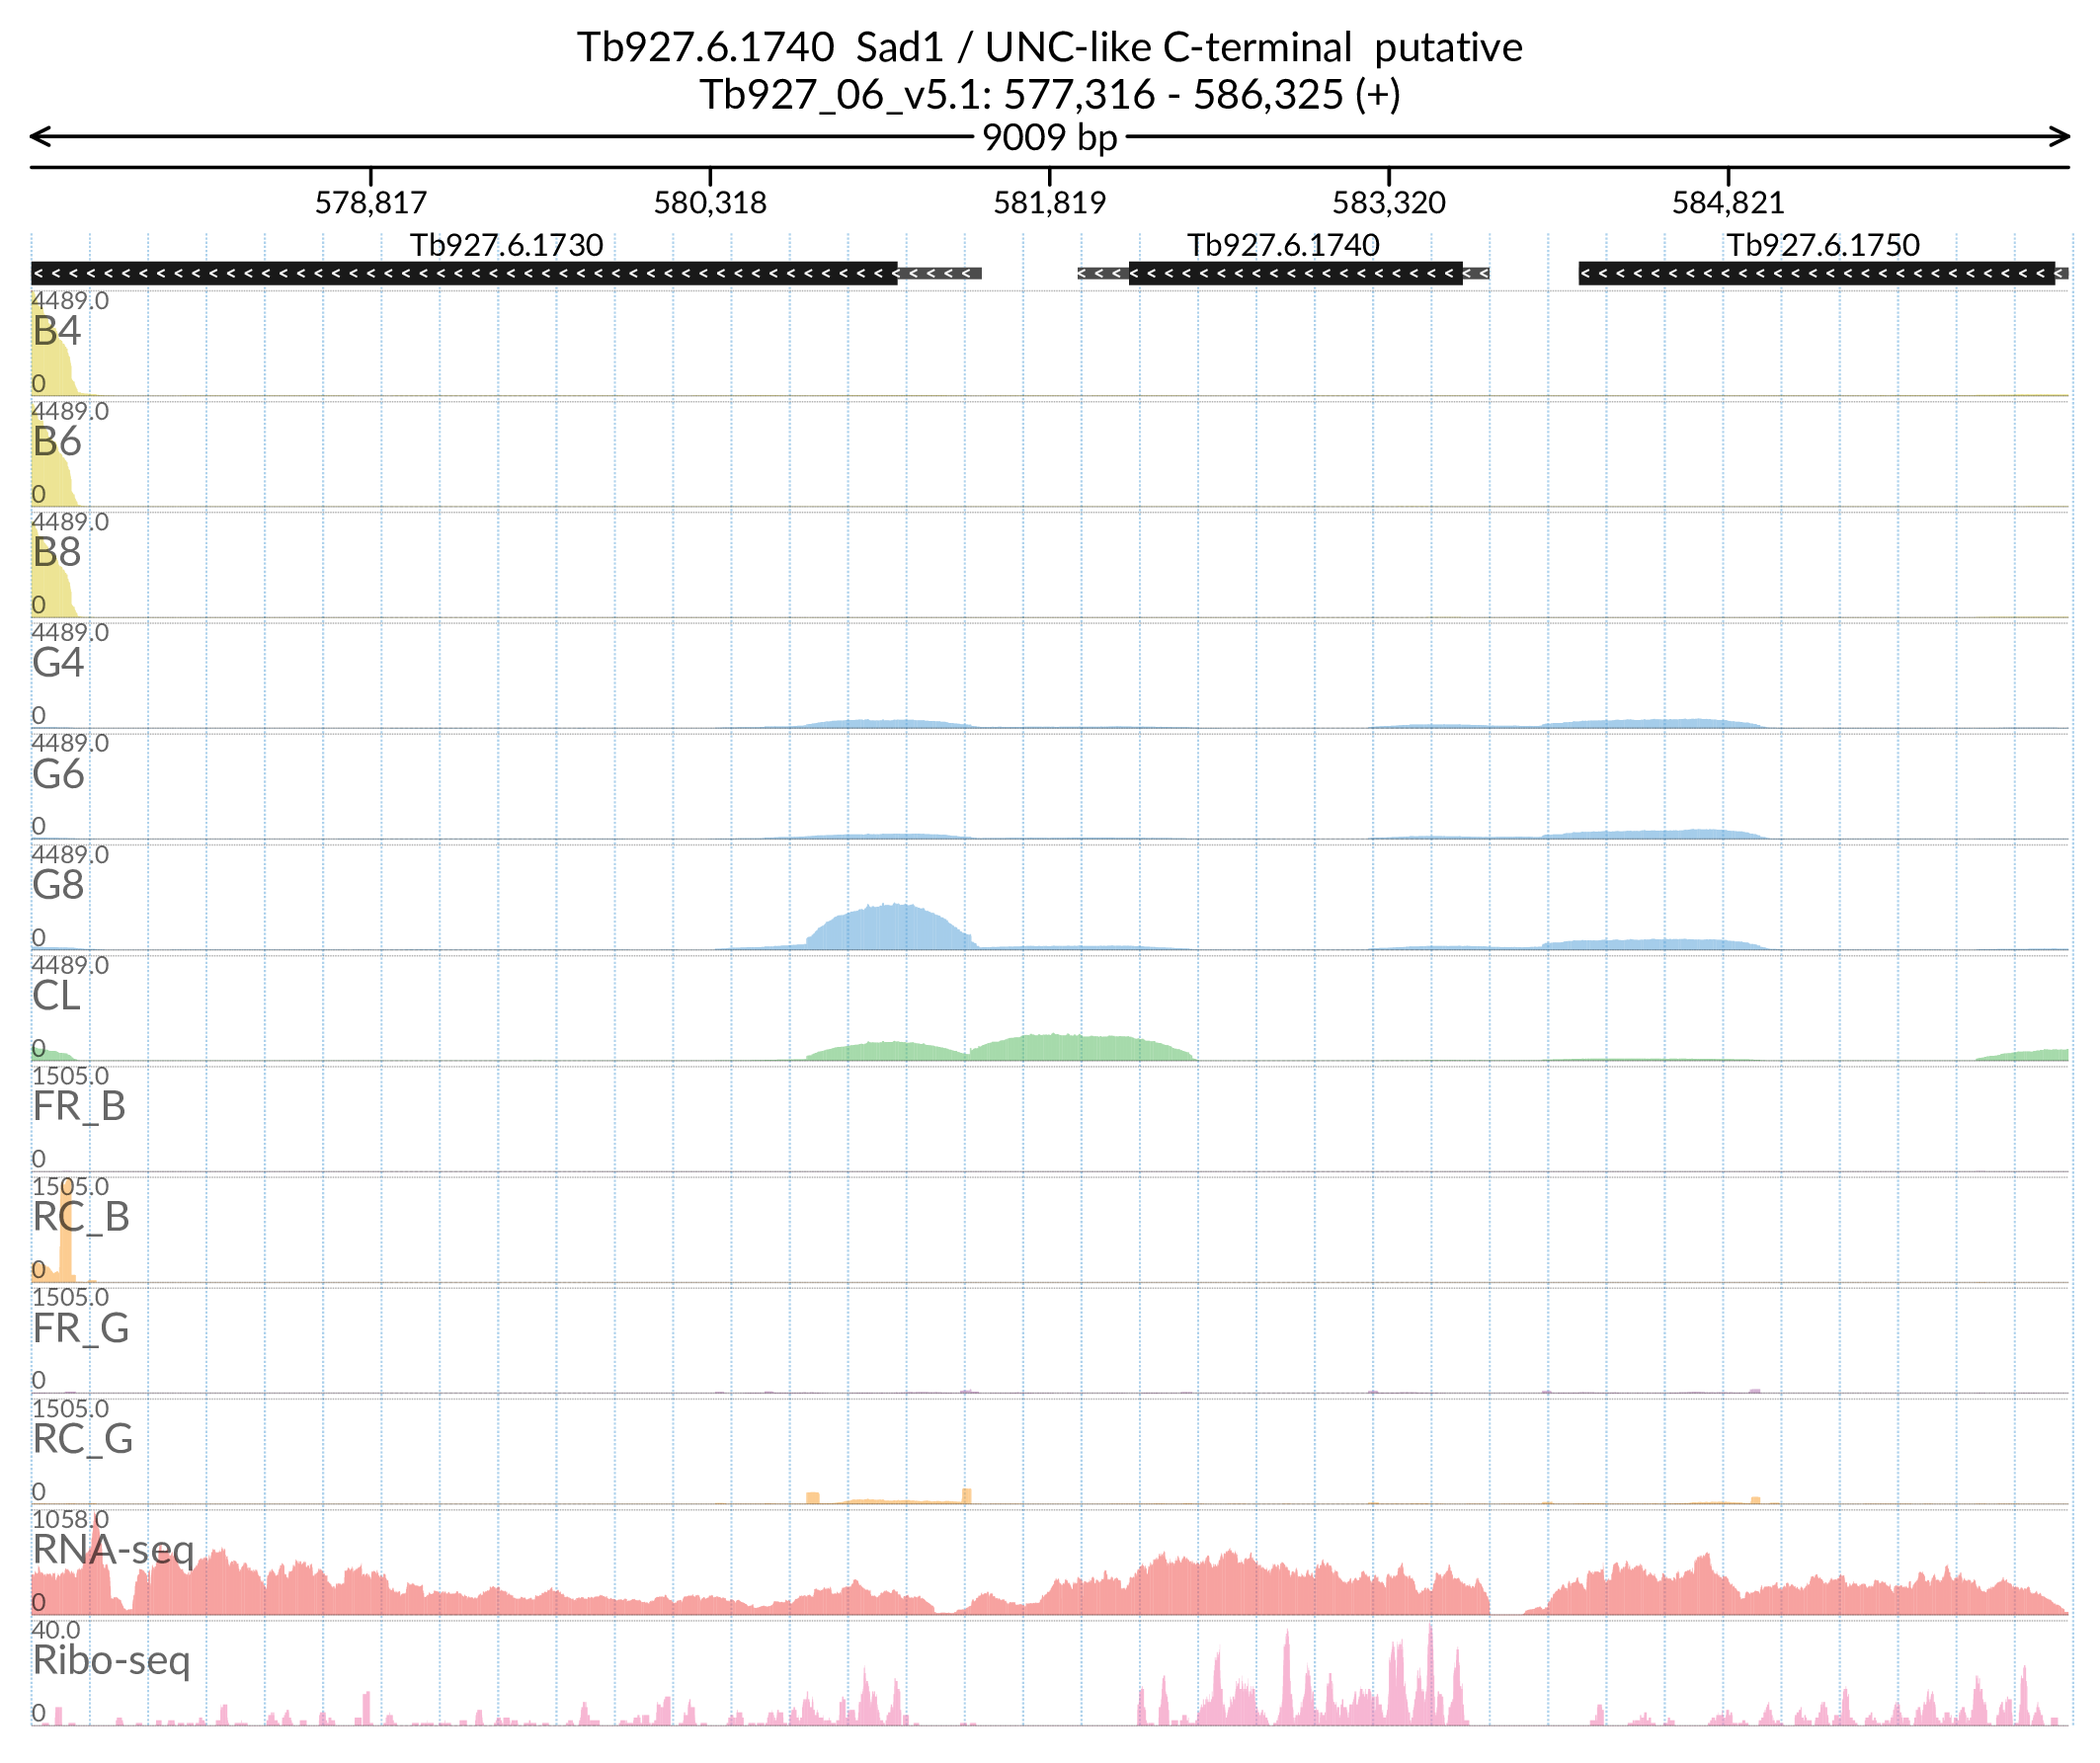 Tb927.6.1740 Sad1 / UNC-like C-terminal putative
Tb927_06_v5.1: 577,316 - 586,325 (+)
9009 bp
578,817 580,318 581,819 583,320 584,821
Tb927.6.1730 Tb927.6.1740 Tb927.6.1750
4489.0
B4
0
4489.0
B6
0
4489.0
B8
0
4489.0
G4
0
4489.0
G6
0
4489.0
G8
0
4489.0
CL
0
1505.0
FR_B
0
1505.0
RC_B
0
1505.0
FR_G
0
1505.0
RC_G
0
1058.0
RNA-seq
0
40.0
Ribo-seq
0